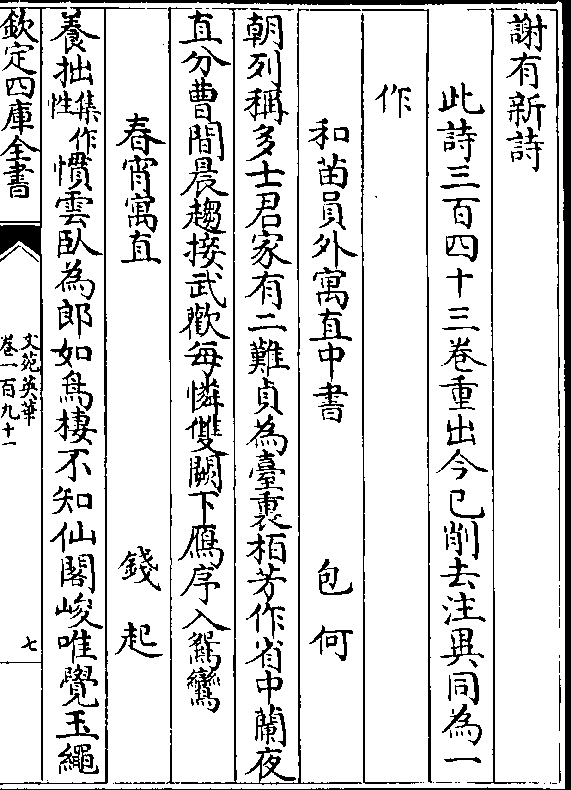 謝有新詩
此詩三百四十三卷重出今已削去注異同為一
作
和苗員外寓直中書　包何
朝列稱多士君家有二難貞為臺裏栢芳作省中蘭夜
直分曹間晨趨接武歡每憐雙闕下鴈序入鴛鸞
春宵寓直　錢起
養拙集作性慣雲臥為郎如鳥棲不知仙閣峻唯覺玉繩
欽定四庫全書
文苑英華
卷一百九十一
七